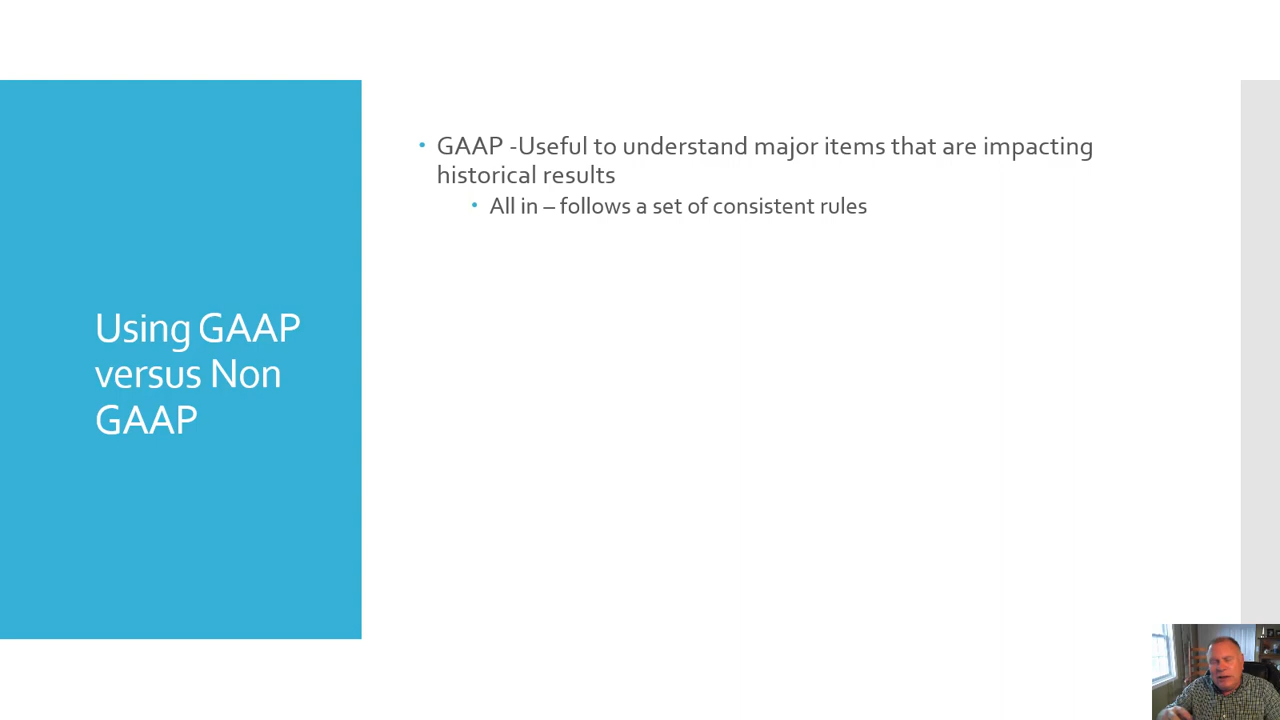 Using GAAP
versus Non
GAAP
• GAAP -Useful to understand major items that are impacting
historical results
• All in – follows a set of consistent rules